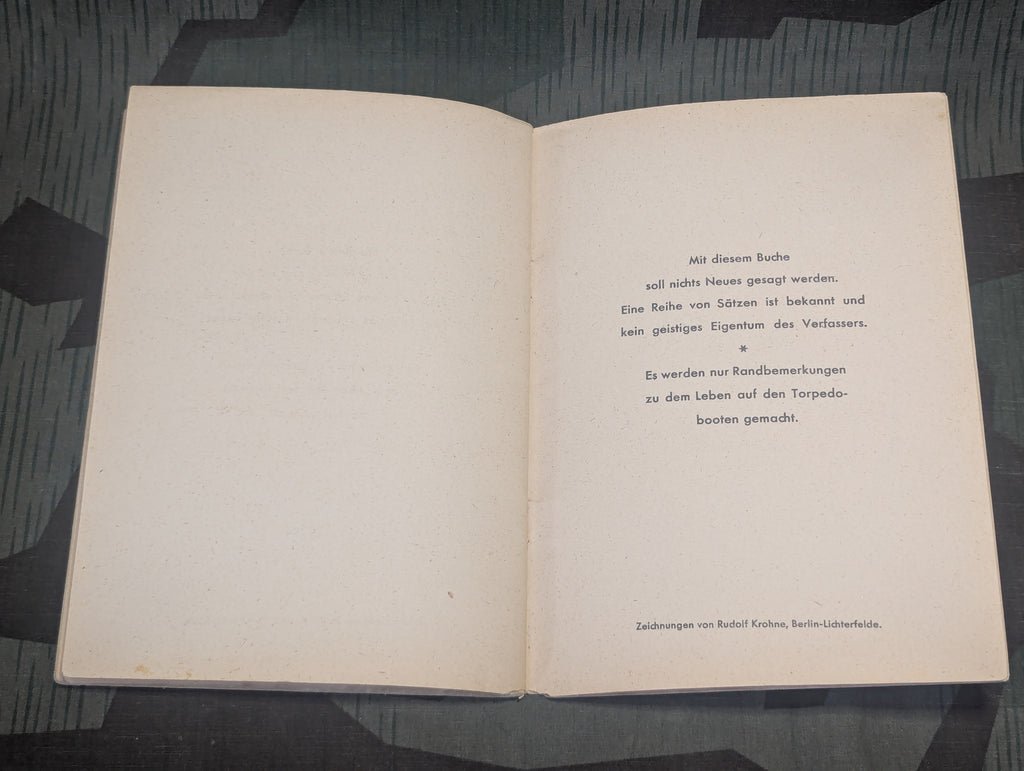 Mit diesem Buche
soll nichts Neues gesagt werden.
Eine Reihe von Sätzen ist bekannt und
kein geistiges Eigentum des Verfassers.
*
Es werden nur Randbemerkungen
zu dem Leben auf den Torpedo-
booten gemacht.
Zeichnungen von Rudolf Krohne, Berlin-Lichterfelde.